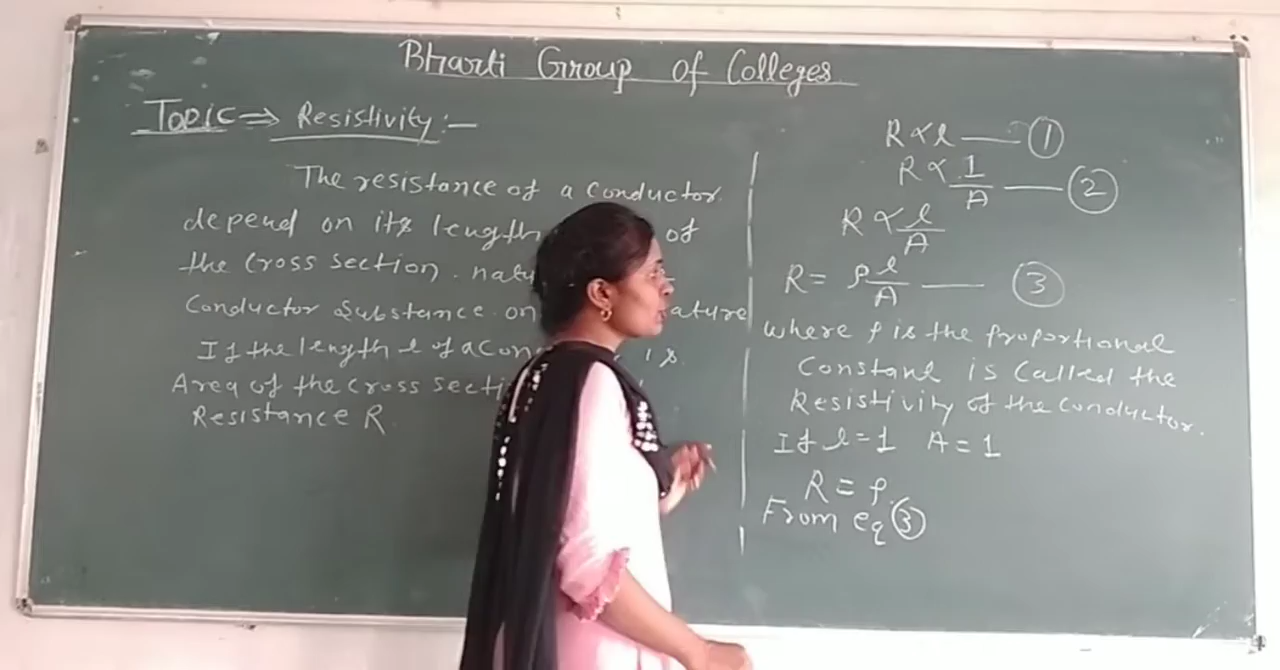 Bharti Group of Colleges
Topic ⇒ Resistivity :-
The resistance of a conductor.
depend on its length of
the cross section. natu
conductor substance. on ature
If the length l of a con is.
Area of the cross secti
Resistance R.
R ∝ l —— ①
R ∝ 1/A —— ②
R ∝ l/A
R = ρ l/A —— ③
where ρ is the proportional
constant is called the
Resistivity of the conductor.
If l = 1 A = 1
R = ρ.
From eq ③